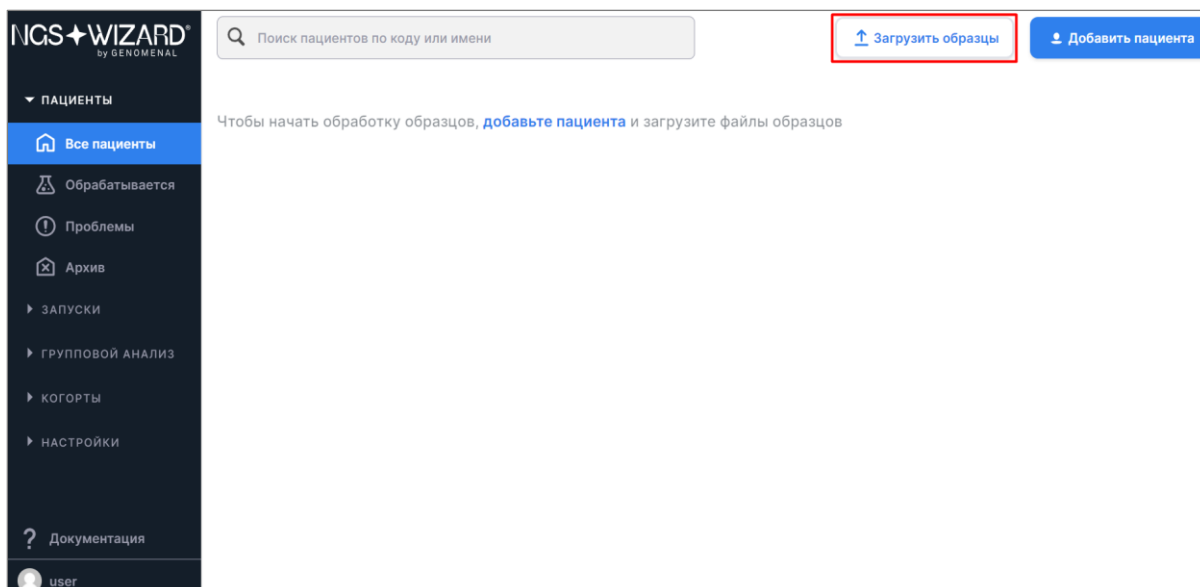 NGS WIZARD®
by GENOMENAL
Поиск пациентов по коду или имени
Загрузить образцы
Добавить пациента
ПАЦИЕНТЫ
Чтобы начать обработку образцов, добавьте пациента и загрузите файлы образцов
Все пациенты
Обрабатывается
Проблемы
Архив
ЗАПУСКИ
ГРУППОВОЙ АНАЛИЗ
КОГОРТЫ
НАСТРОЙКИ
? Документация
user